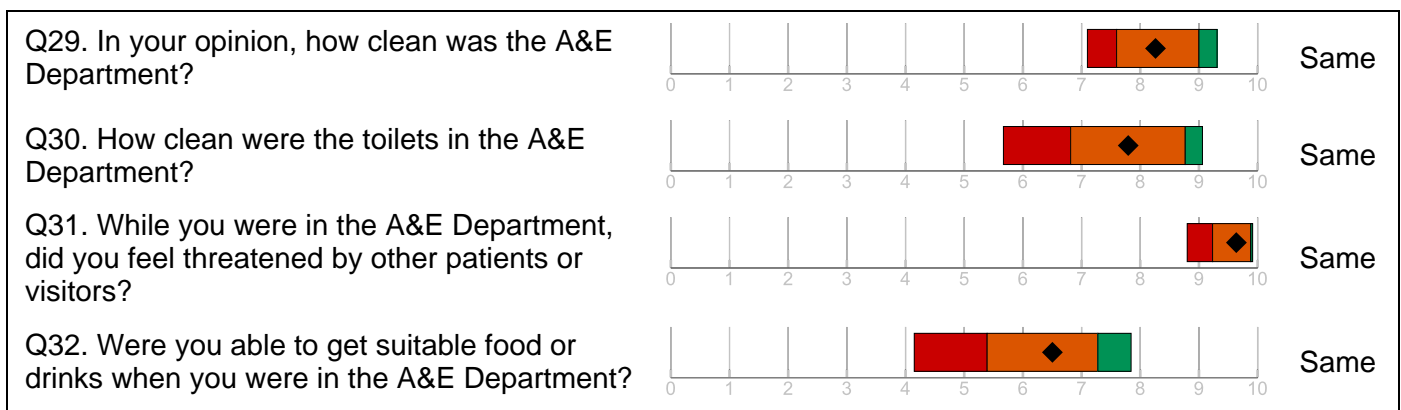 Q29. In your opinion, how clean was the A&E
Department?
0 1 2 3 4 5 6 7 8 9 10
Same
Q30. How clean were the toilets in the A&E
Department?
0 1 2 3 4 5 6 7 8 9 10
Same
Q31. While you were in the A&E Department,
did you feel threatened by other patients or
visitors?
0 1 2 3 4 5 6 7 8 9 10
Same
Q32. Were you able to get suitable food or
drinks when you were in the A&E Department?
0 1 2 3 4 5 6 7 8 9 10
Same